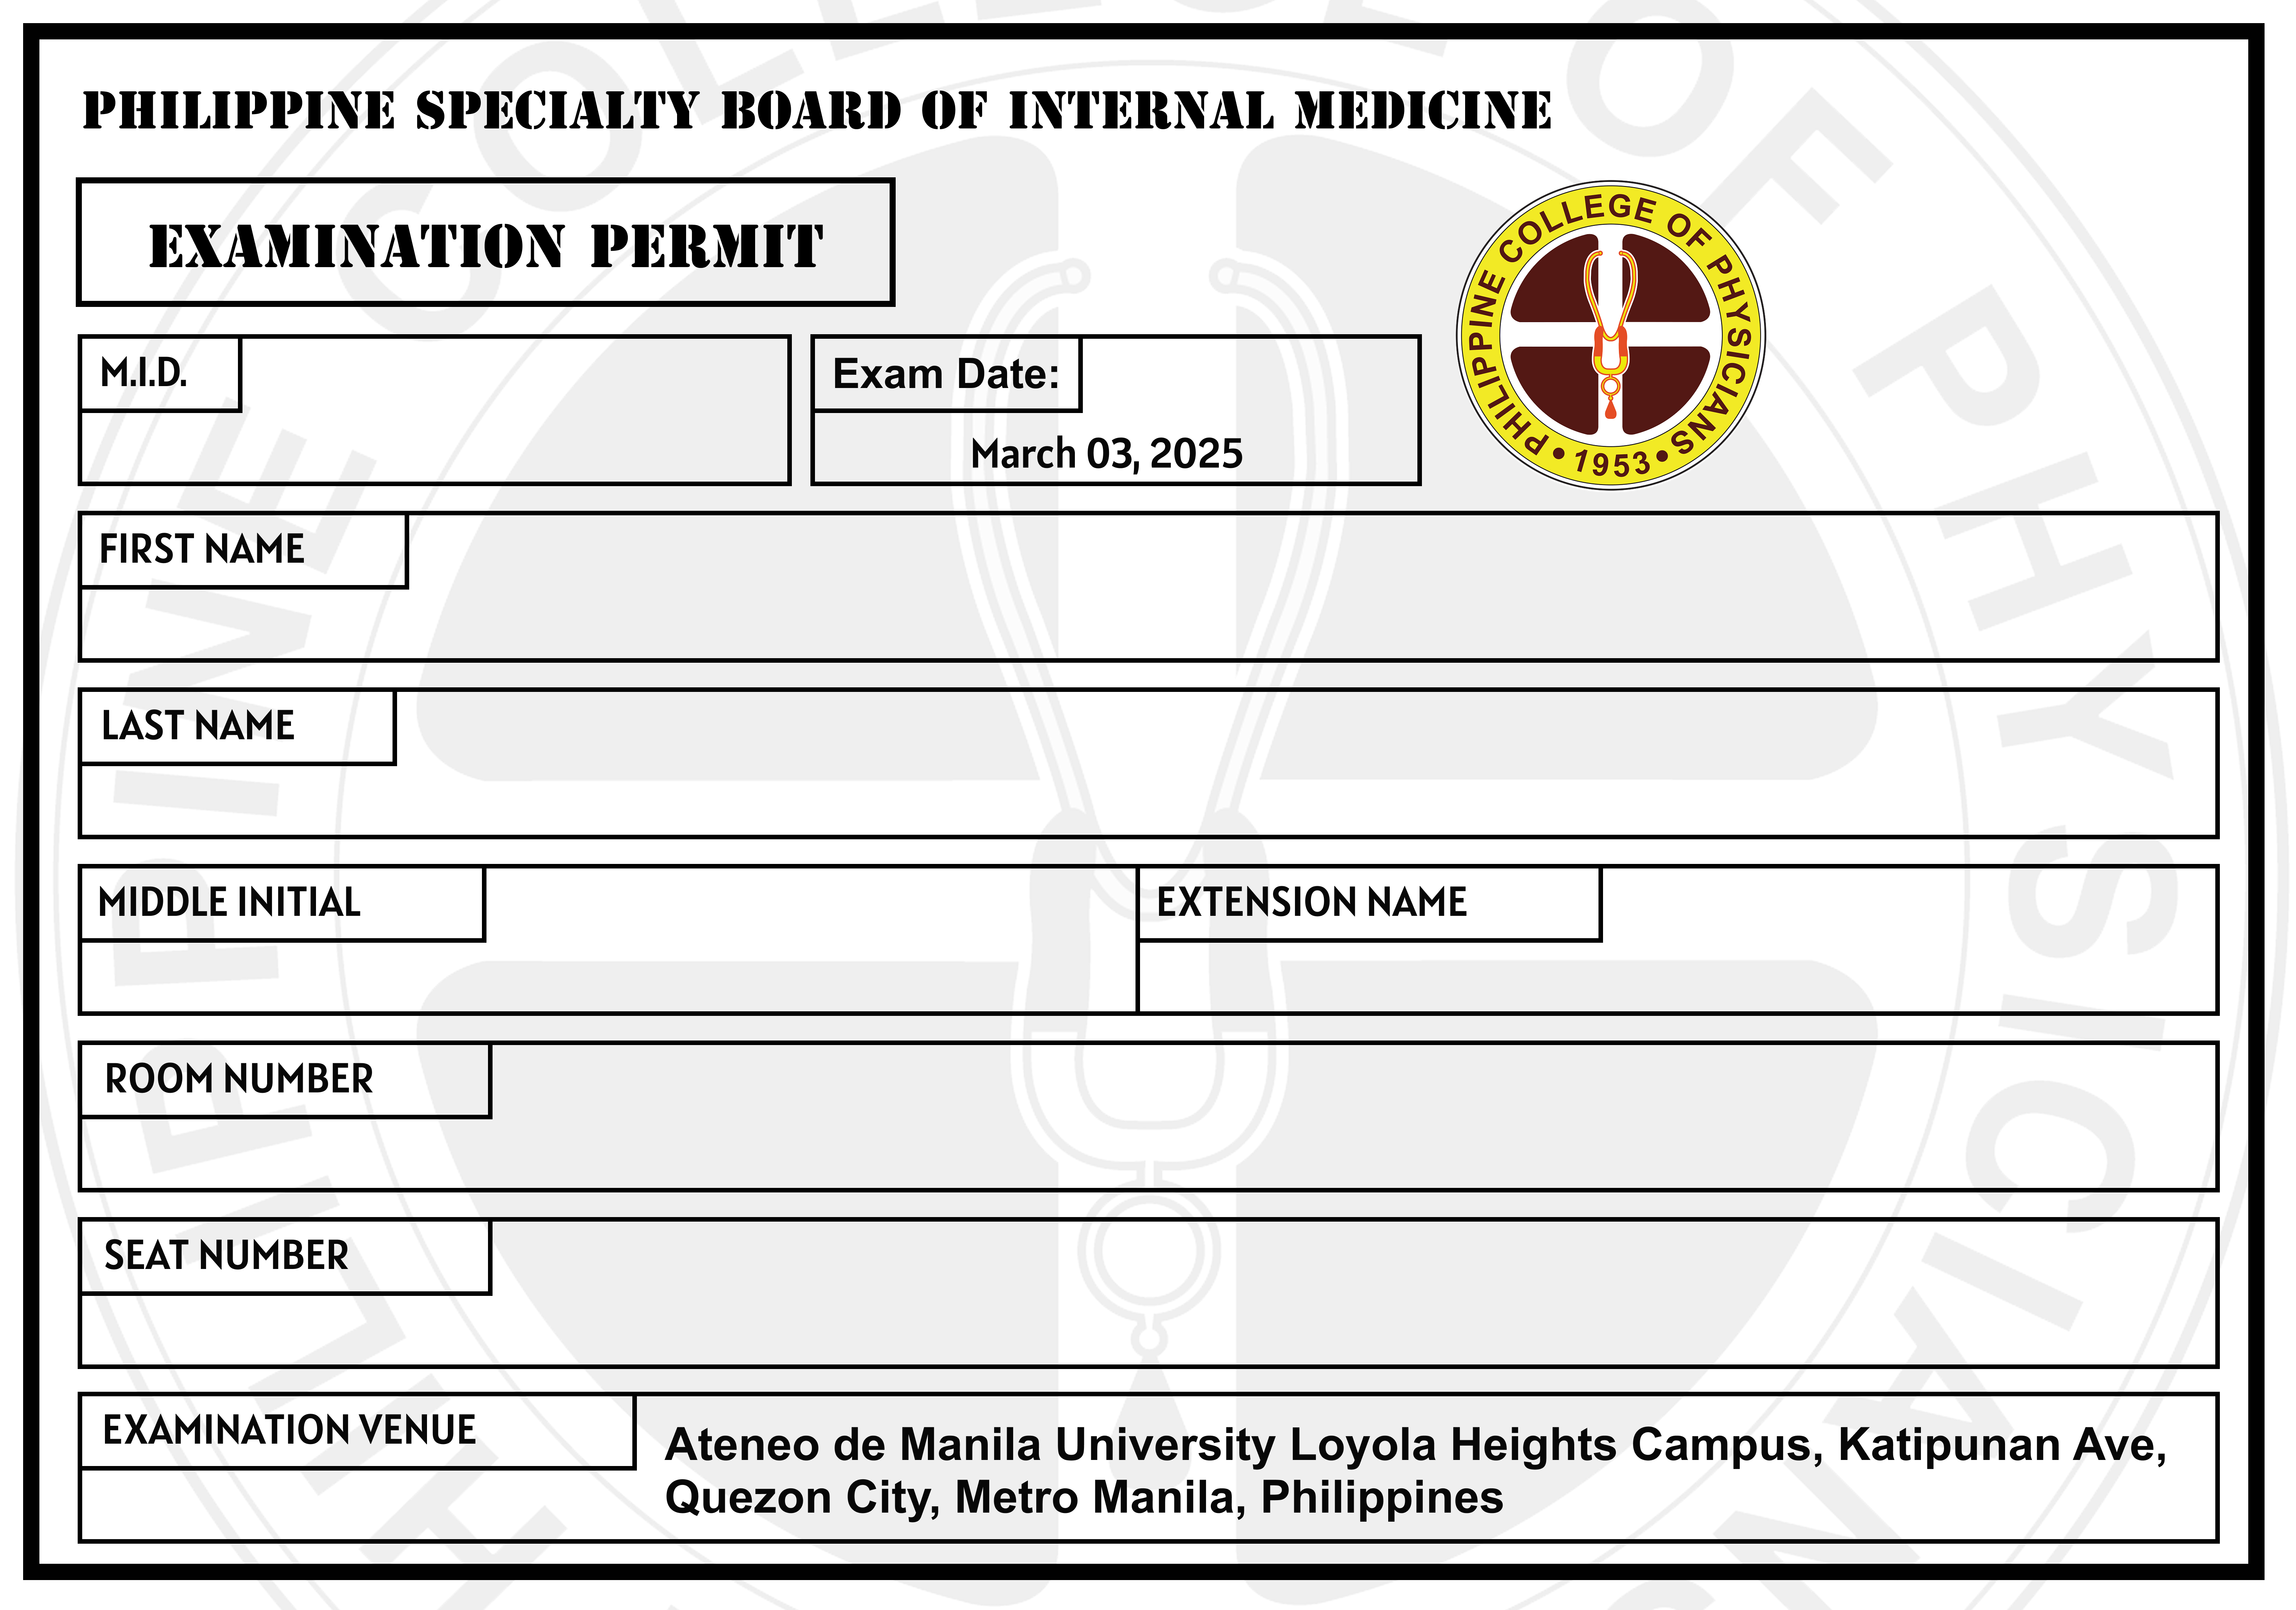 PHILIPPINE SPECIALTY BOARD OF INTERNAL MEDICINE
EXAMINATION PERMIT
M.I.D.
Exam Date:
March 03, 2025
PHILIPPINE COLLEGE OF PHYSICIANS
• 1953 •
FIRST NAME
LAST NAME
MIDDLE INITIAL
EXTENSION NAME
ROOM NUMBER
SEAT NUMBER
EXAMINATION VENUE
Ateneo de Manila University Loyola Heights Campus, Katipunan Ave,
Quezon City, Metro Manila, Philippines